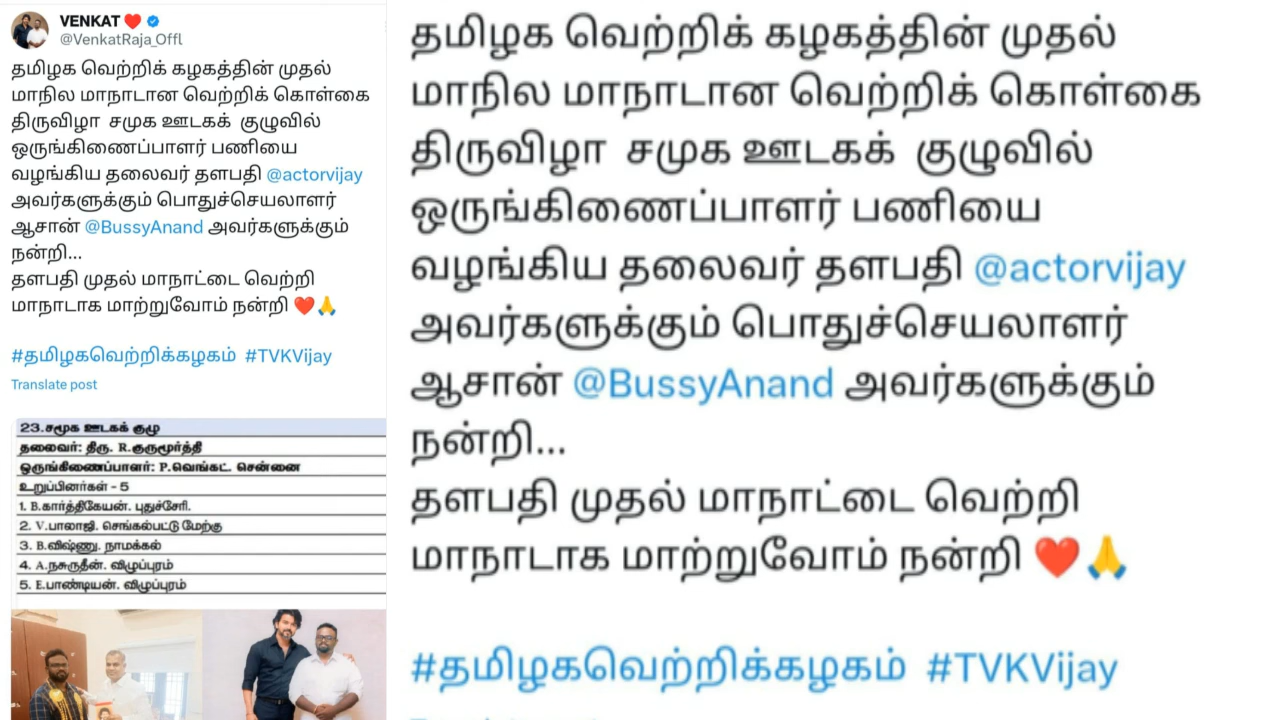 VENKAT ❤️
@VenkatRaja_Offl
தமிழக வெற்றிக் கழகத்தின் முதல்
மாநில மாநாடான வெற்றிக் கொள்கை
திருவிழா சமுக ஊடகக் குழுவில்
ஒருங்கிணைப்பாளர் பணியை
வழங்கிய தலைவர் தளபதி @actorvijay
அவர்களுக்கும் பொதுச்செயலாளர்
ஆசான் @BussyAnand அவர்களுக்கும்
நன்றி...
தளபதி முதல் மாநாட்டை வெற்றி
மாநாடாக மாற்றுவோம் நன்றி ❤️🙏
#தமிழகவெற்றிக்கழகம் #TVKVijay
Translate post
23.சமூக ஊடகக் குழு
தலைவர்: திரு. R.குருமூர்த்தி
ஒருங்கிணைப்பாளர்: P.வெங்கட். சென்னை
உறுப்பினர்கள் - 5
1. B.கார்த்திகேயன். புதுச்சேரி.
2. V.பாலாஜி. செங்கல்பட்டு மேற்கு
3. B.விஷ்ணு. நாமக்கல்
4. A.நசுருதீன். விழுப்புரம்
5. E.பாண்டியன். விழுப்புரம்
தமிழக வெற்றிக் கழகத்தின் முதல்
மாநில மாநாடான வெற்றிக் கொள்கை
திருவிழா சமுக ஊடகக் குழுவில்
ஒருங்கிணைப்பாளர் பணியை
வழங்கிய தலைவர் தளபதி @actorvijay
அவர்களுக்கும் பொதுச்செயலாளர்
ஆசான் @BussyAnand அவர்களுக்கும்
நன்றி...
தளபதி முதல் மாநாட்டை வெற்றி
மாநாடாக மாற்றுவோம் நன்றி ❤️🙏
#தமிழகவெற்றிக்கழகம் #TVKVijay